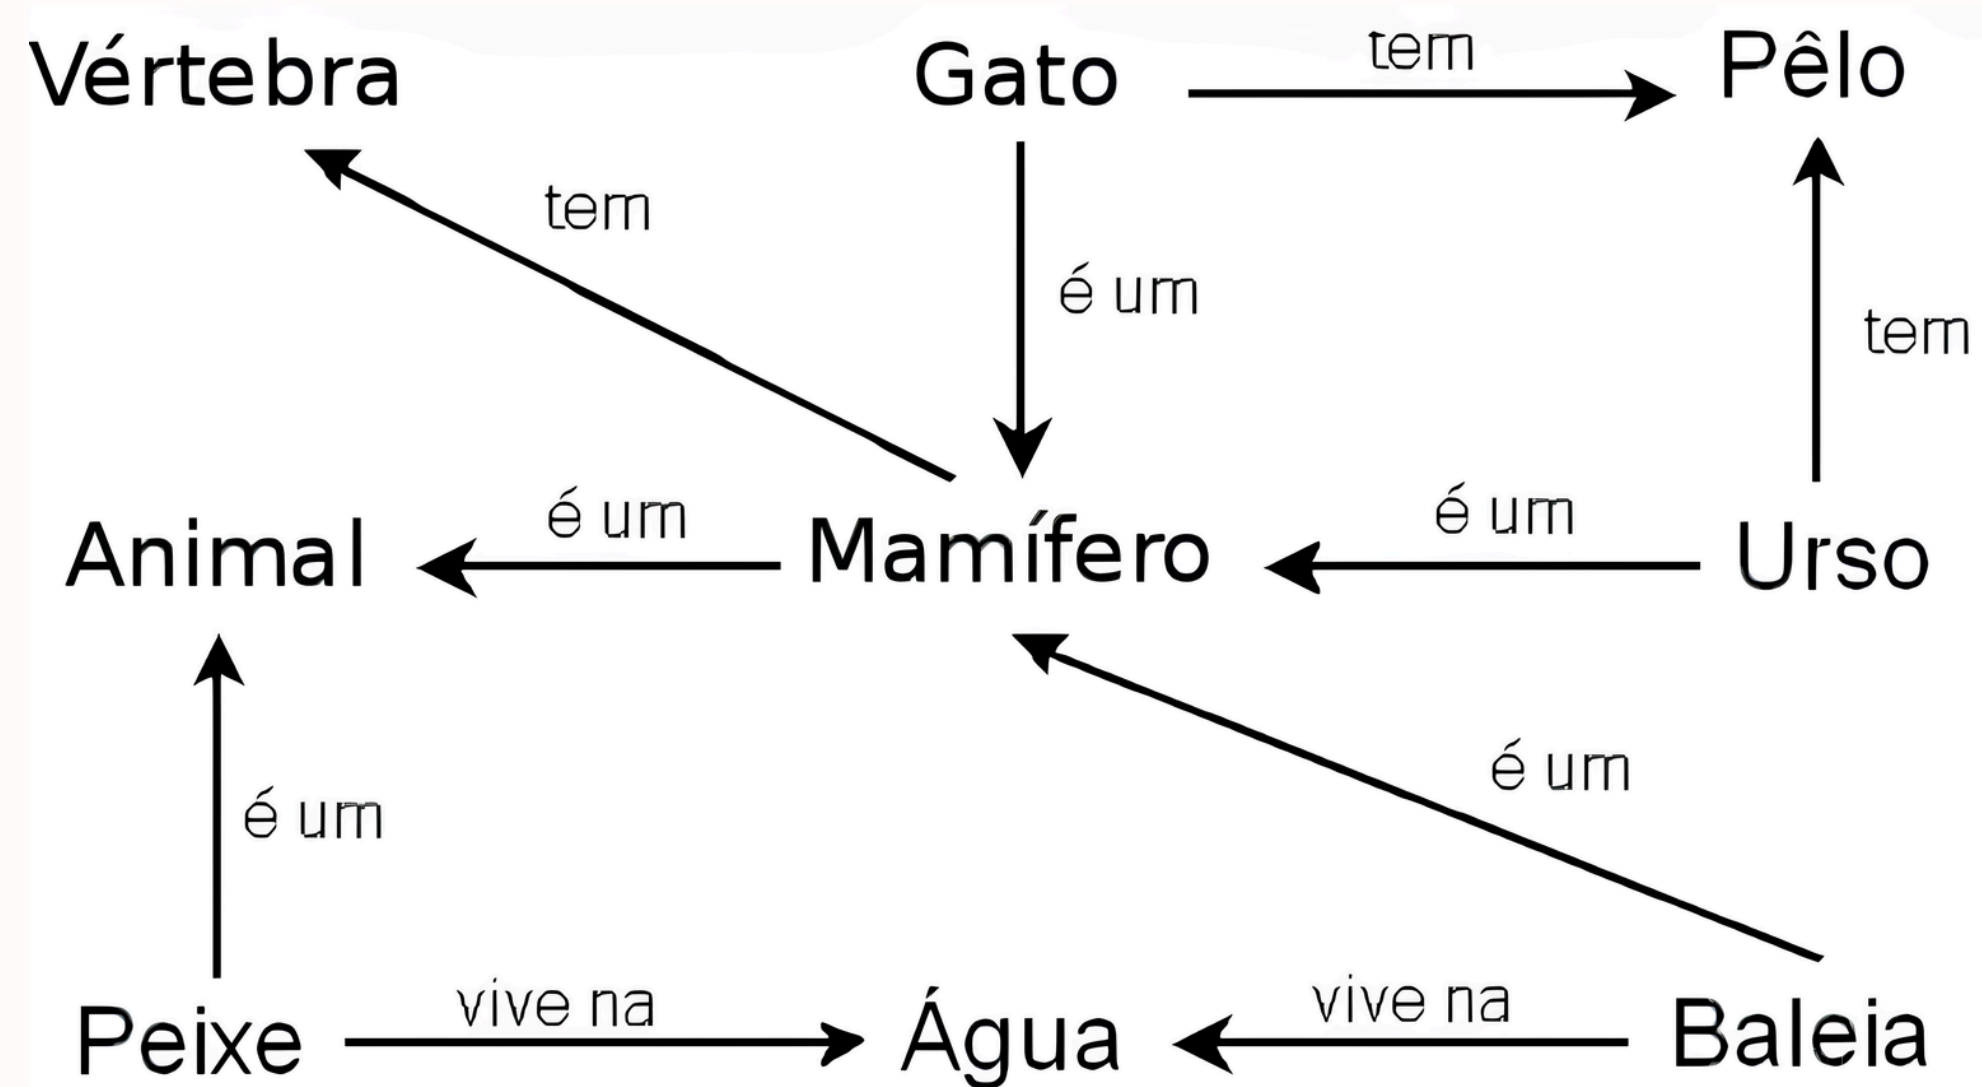 Vértebra
Gato
tem
Pêlo
tem
é um
tem
Animal
é um
Mamífero
é um
Urso
é um
é um
Peixe
vive na
Água
vive na
Baleia